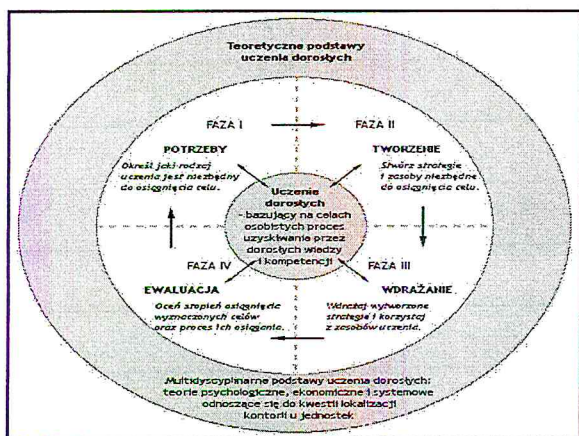 Teoretyczne podstawy
uczenia dorosłych
FAZA I
FAZA II
POTRZEBY
Określ jaki rodzaj
uczenia jest niezbędny
do osiągnięcia celu.
TWORZENIE
Stwórz strategie
i zasoby niezbędne
do osiągnięcia celu.
Uczenie
dorosłych
- bazujący na celach
osobistych proces
uzyskiwania przez
dorosłych wiedzy
i kompetencji
FAZA IV
FAZA III
EWALUACJA
Oceń stopień osiągnięcia
wyznaczonych celów
oraz proces ich osiągania.
WDRAŻANIE
Wdrażaj wytworzone
strategie i korzystaj
z zasobów uczenia.
Multidyscyplinarne podstawy uczenia dorosłych:
teorie psychologiczne, ekonomiczne i systemowe
odnoszące się do kwestii lokalizacji
kontorli u jednostek